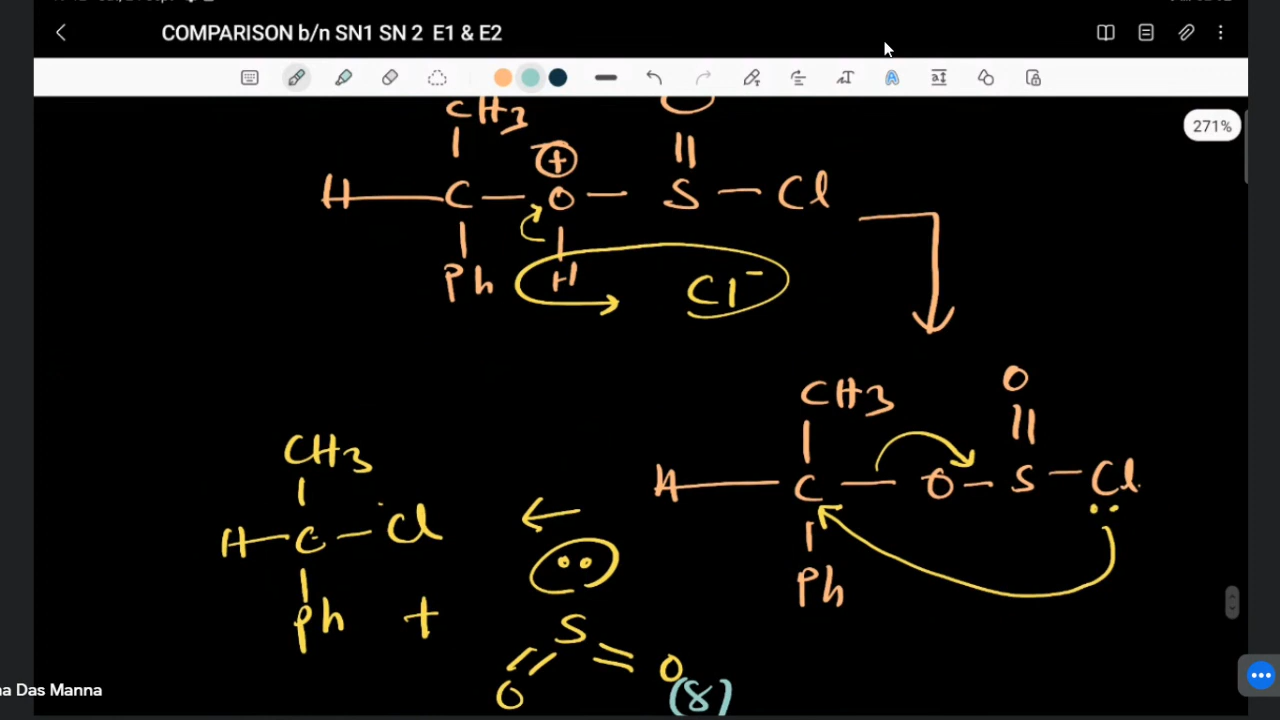 COMPARISON b/n SN1 SN 2 E1 & E2
271%
CH3
H — C — O — S — Cl
⊕
Ph H Cl⁻
CH3 O
H — C — O — S — Cl
Ph
CH3
H — C — Cl
Ph + S
O O
(8)
Das Manna